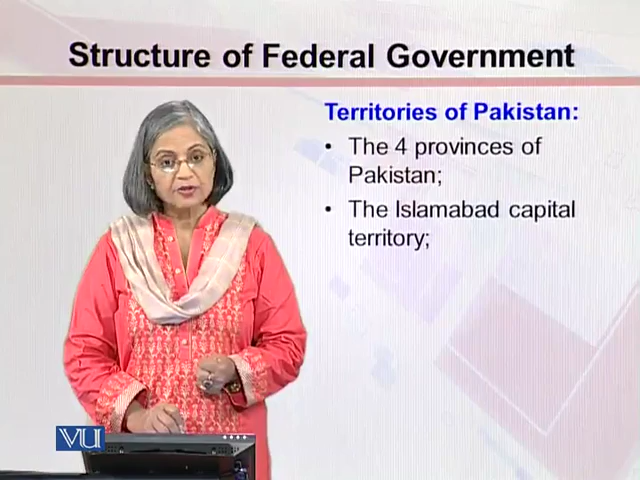 Structure of Federal Government
Territories of Pakistan:
• The 4 provinces of
Pakistan;
• The Islamabad capital
territory;
VU